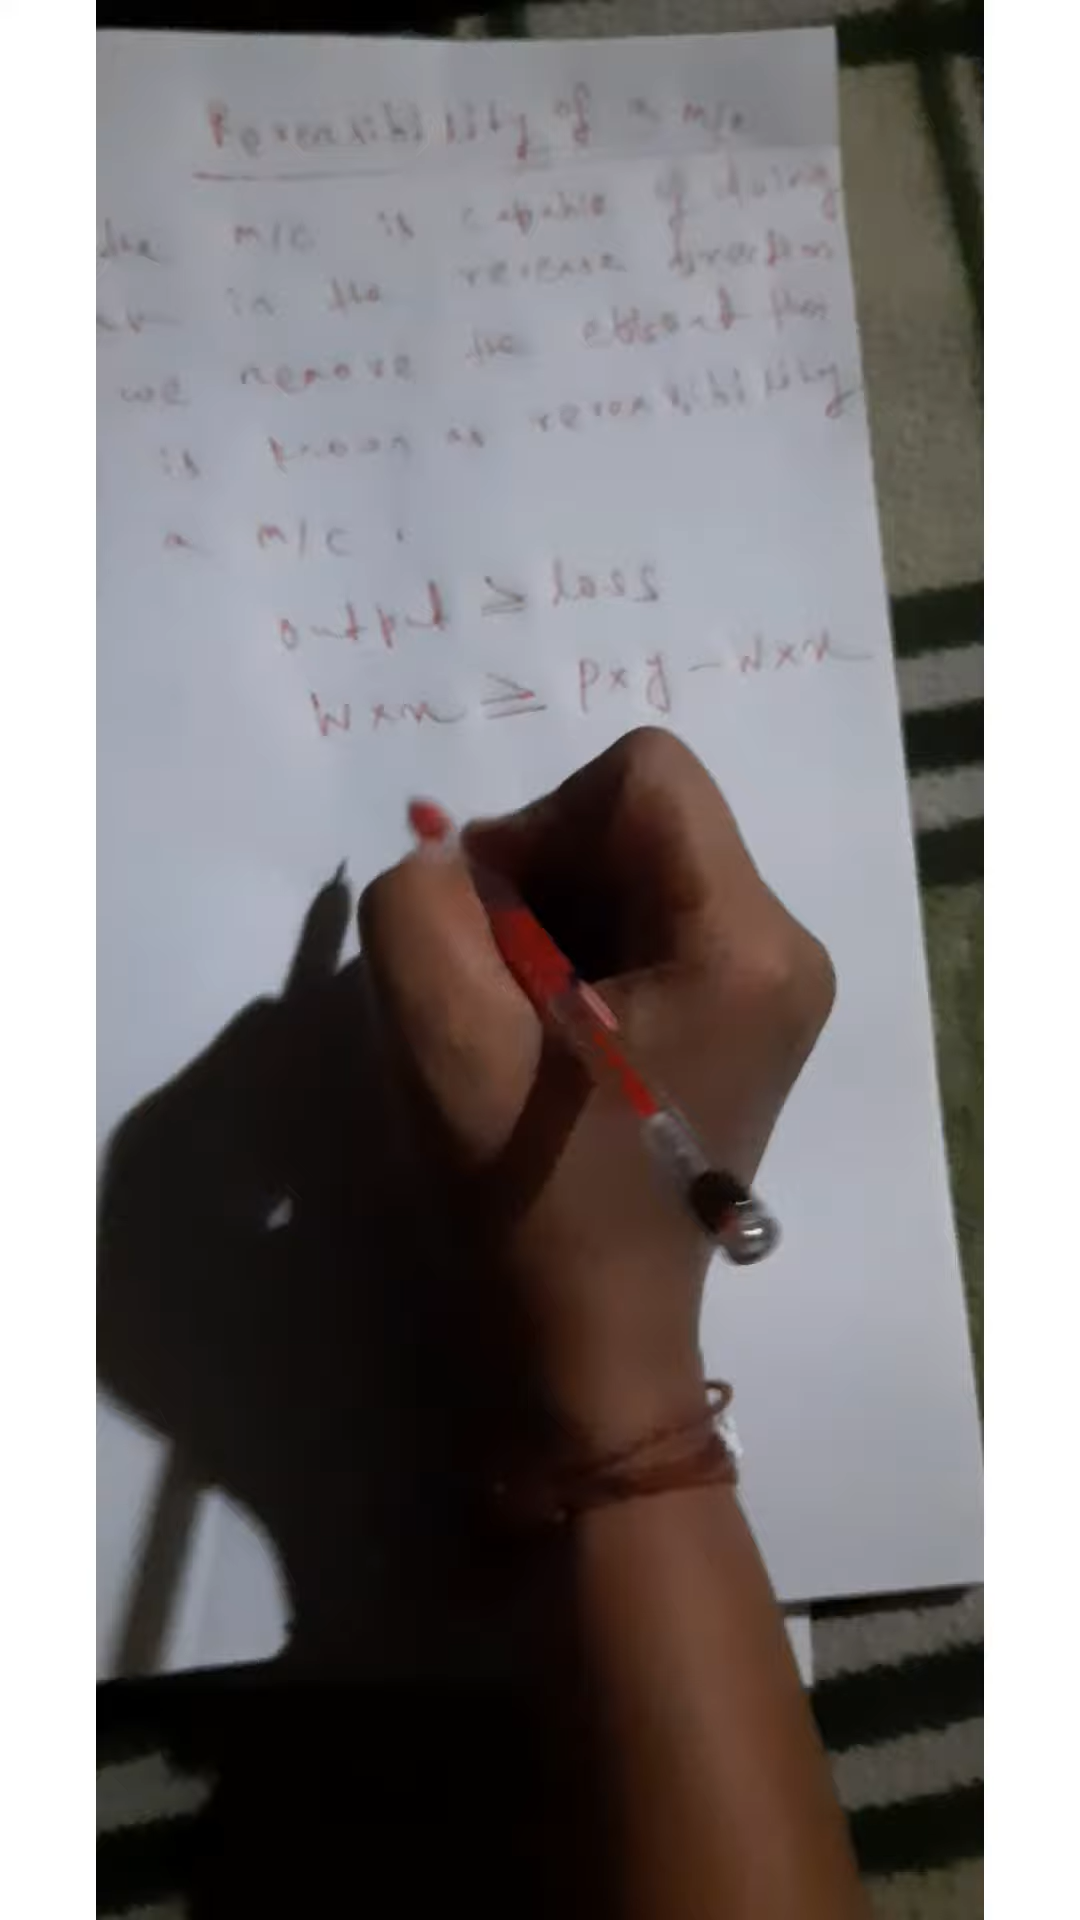 Reversibility of a m/c
the m/c is capable of doing
in the reverse direction
we remove the effort then
is known as reversibility
a m/c .
output ≥ loss
W×x ≥ P×y - W×x